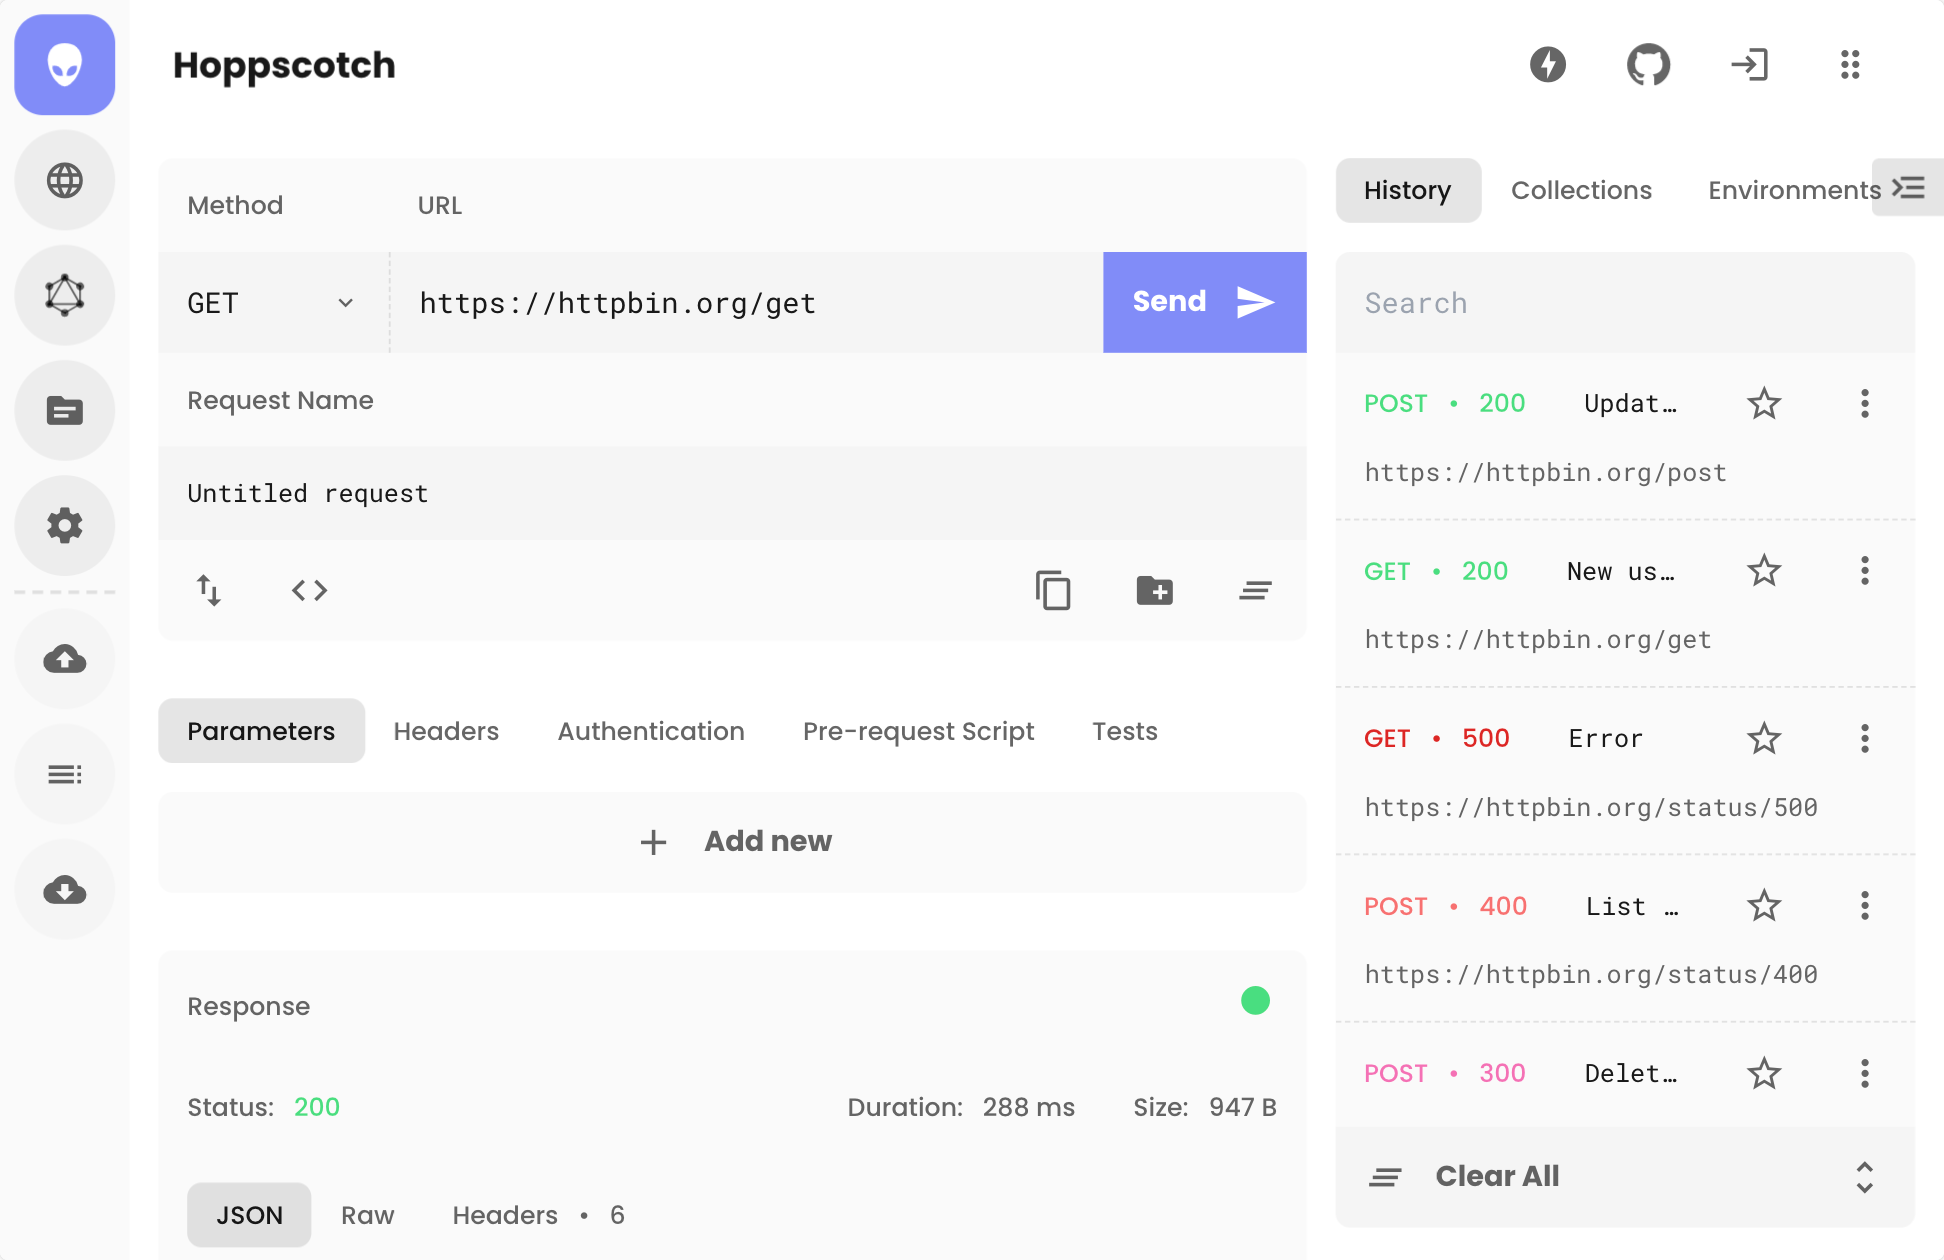 Hoppscotch
Method URL
GET https://httpbin.org/get Send
Request Name
Untitled request
Parameters Headers Authentication Pre-request Script Tests
Add new
Response
Status: 200 Duration: 288 ms Size: 947 B
JSON Raw Headers • 6
History Collections Environments
Search
POST • 200 Updat…
https://httpbin.org/post
GET • 200 New us…
https://httpbin.org/get
GET • 500 Error
https://httpbin.org/status/500
POST • 400 List …
https://httpbin.org/status/400
POST • 300 Delet…
Clear All